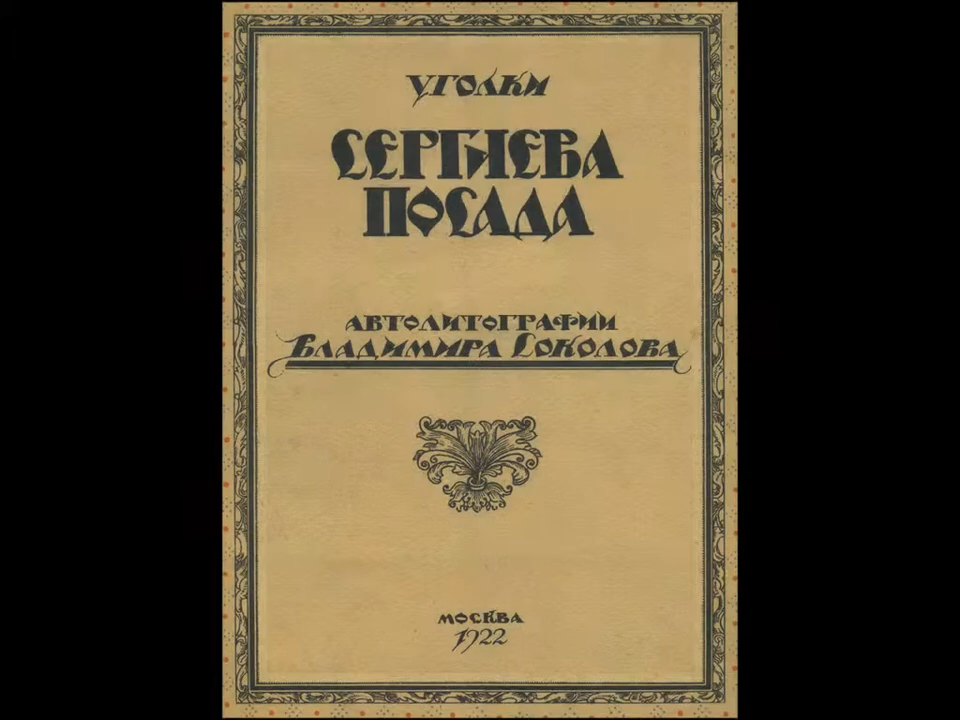 УГОЛКИ
СЕРГИЕВА
ПОСАДА
АВТОЛИТОГРАФИИ
ВЛАДИМИРА СОКОЛОВА
МОСКВА
1922